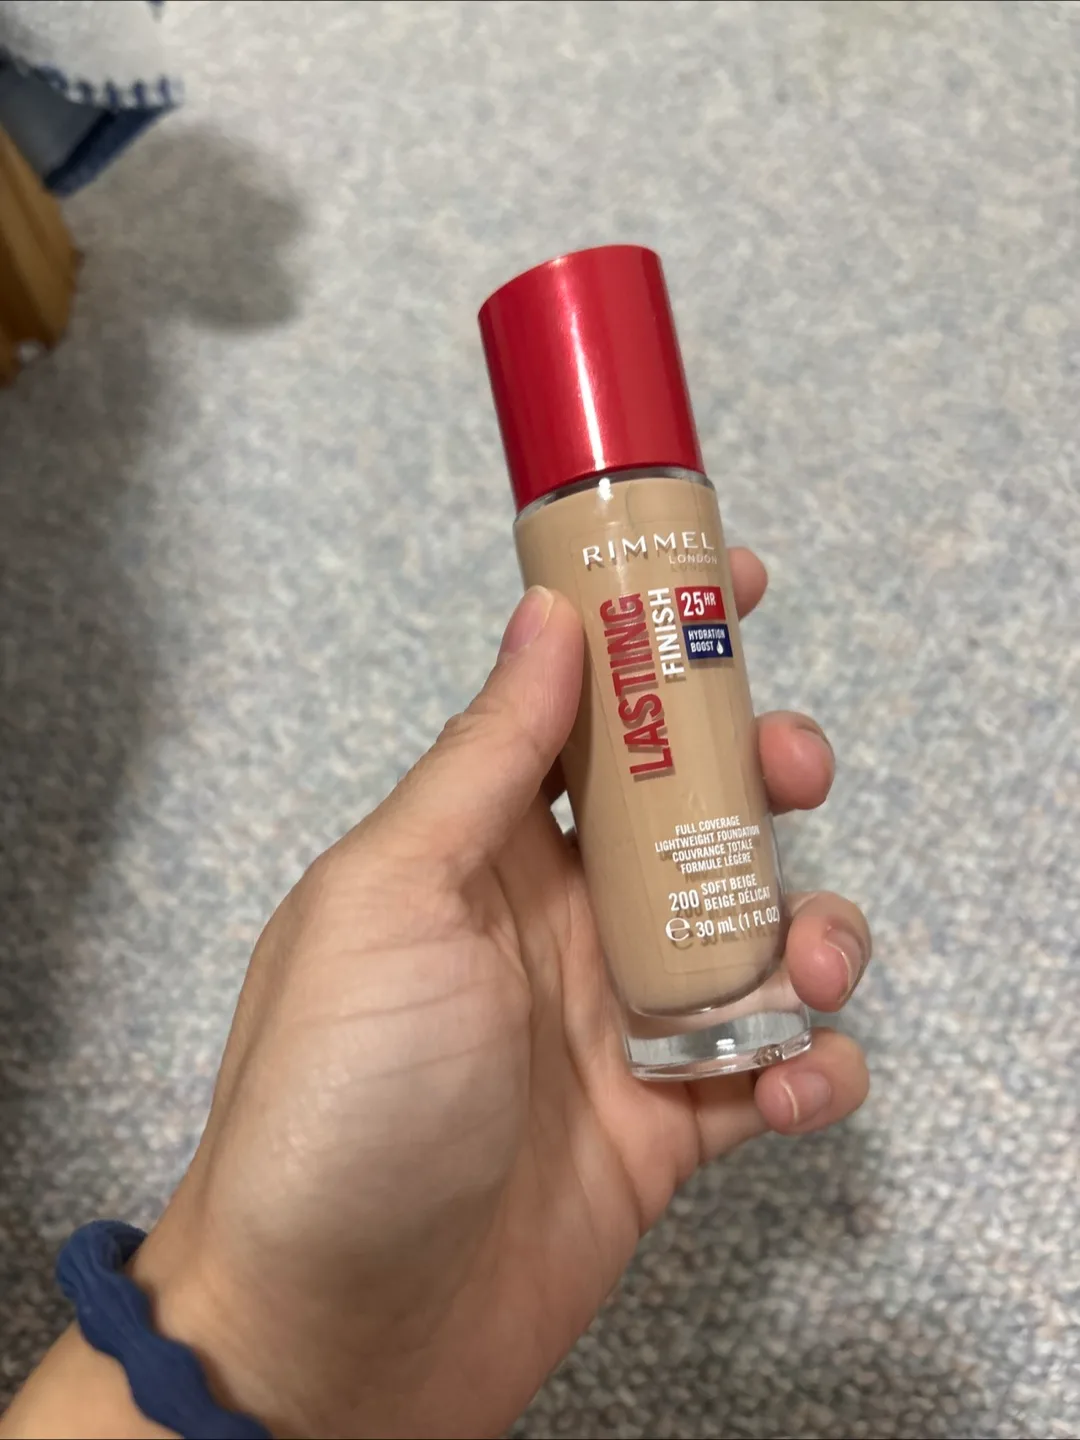 RIMMEL
LONDON
LASTING
FINISH
25HR
HYDRATION
BOOST
FULL COVERAGE
LIGHTWEIGHT FOUNDATION
COUVRANCE TOTALE
FORMULE LÉGÈRE
200 SOFT BEIGE
BEIGE DÉLICAT
℮ 30 mL (1 FL OZ)